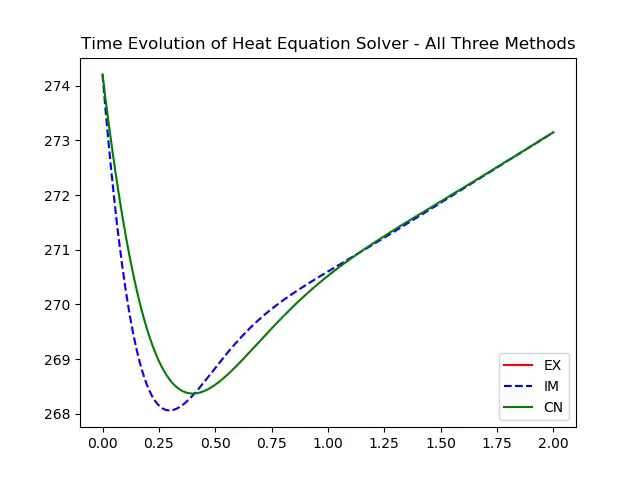 Time Evolution of Heat Equation Solver - All Three Methods
274
273
272
271
270
269
268
EX
IM
CN
0.00 0.25 0.50 0.75 1.00 1.25 1.50 1.75 2.00